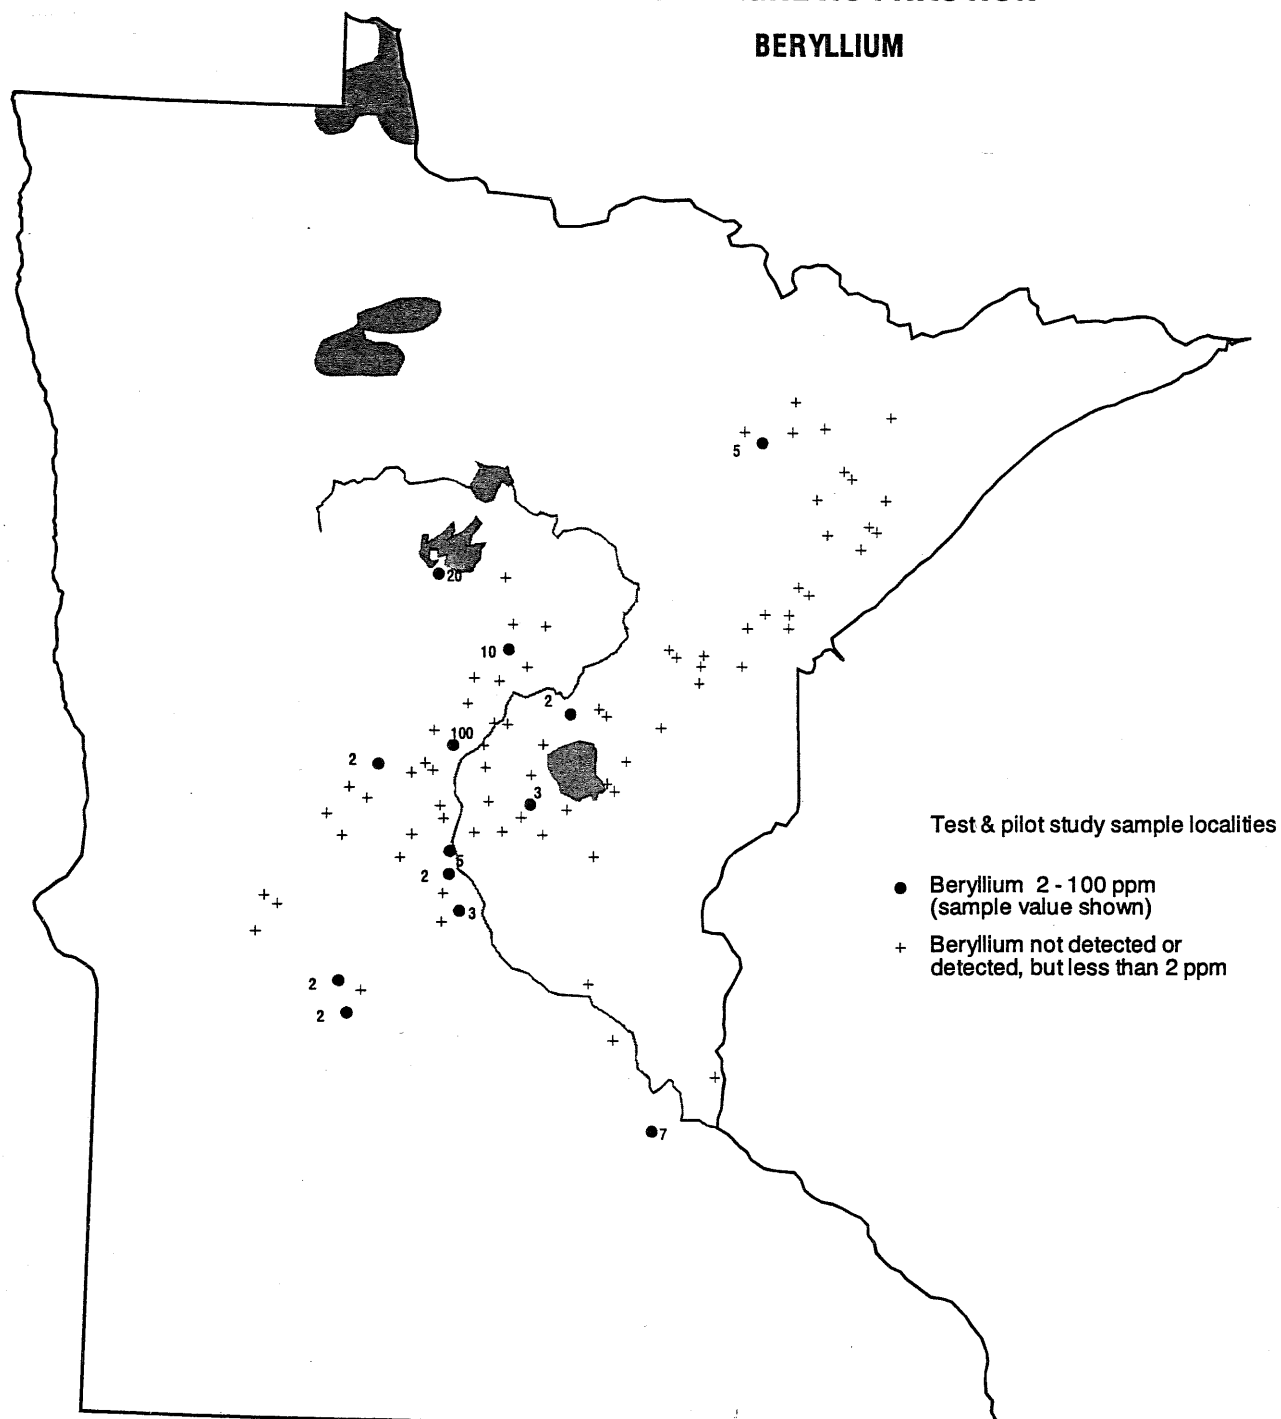 BERYLLIUM
5
20
10
2
100
2
3
5
2
3
2
2
7
Test & pilot study sample localities
● Beryllium 2 - 100 ppm
(sample value shown)
+ Beryllium not detected or
detected, but less than 2 ppm